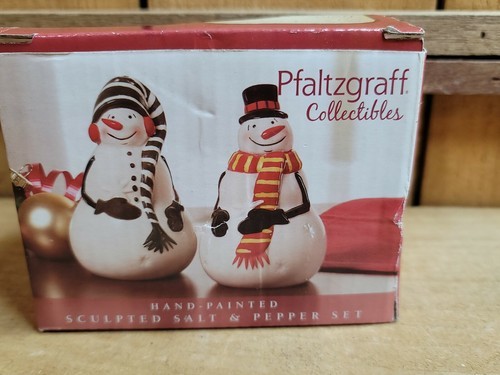 Pfaltzgraff
Collectibles
HAND-PAINTED
SCULPTED SALT & PEPPER SET